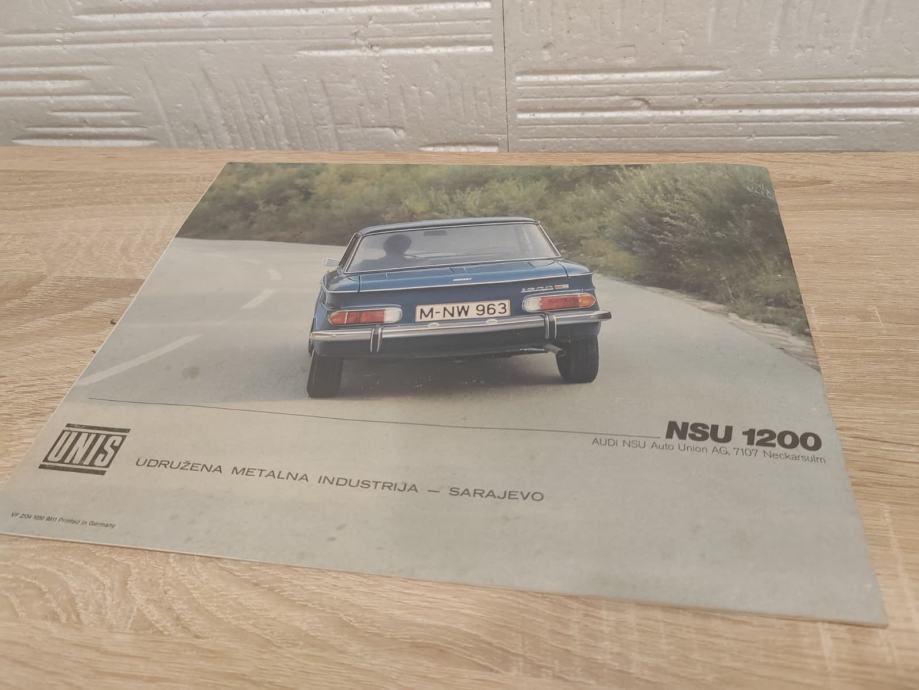 1200
M-NW 963
NSU 1200
AUDI NSU Auto Union AG, 7107 Neckarsulm
UNIS
UDRUŽENA METALNA INDUSTRIJA – SARAJEVO
Printed in Germany